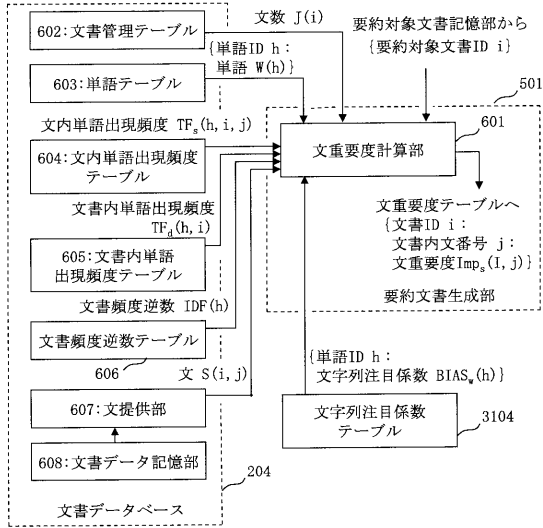 602:文書管理テーブル
文数 J(i)
要約対象文書記憶部から
{要約対象文書ID i}
{単語ID h:
単語 W(h)}
603:単語テーブル
501
文内単語出現頻度 TFs(h,i,j)
601
文重要度計算部
604:文内単語出現頻度
テーブル
文書内単語出現頻度
TFd(h,i)
文重要度テーブルへ
{文書ID i:
文書内文番号 j:
文重要度Imps(I,j)}
605:文書内単語
出現頻度テーブル
要約文書生成部
文書頻度逆数 IDF(h)
文書頻度逆数テーブル
606
文 S(i,j)
{単語ID h:
文字列注目係数 BIASw(h)}
607:文提供部
文字列注目係数
テーブル
3104
608:文書データ記憶部
204
文書データベース